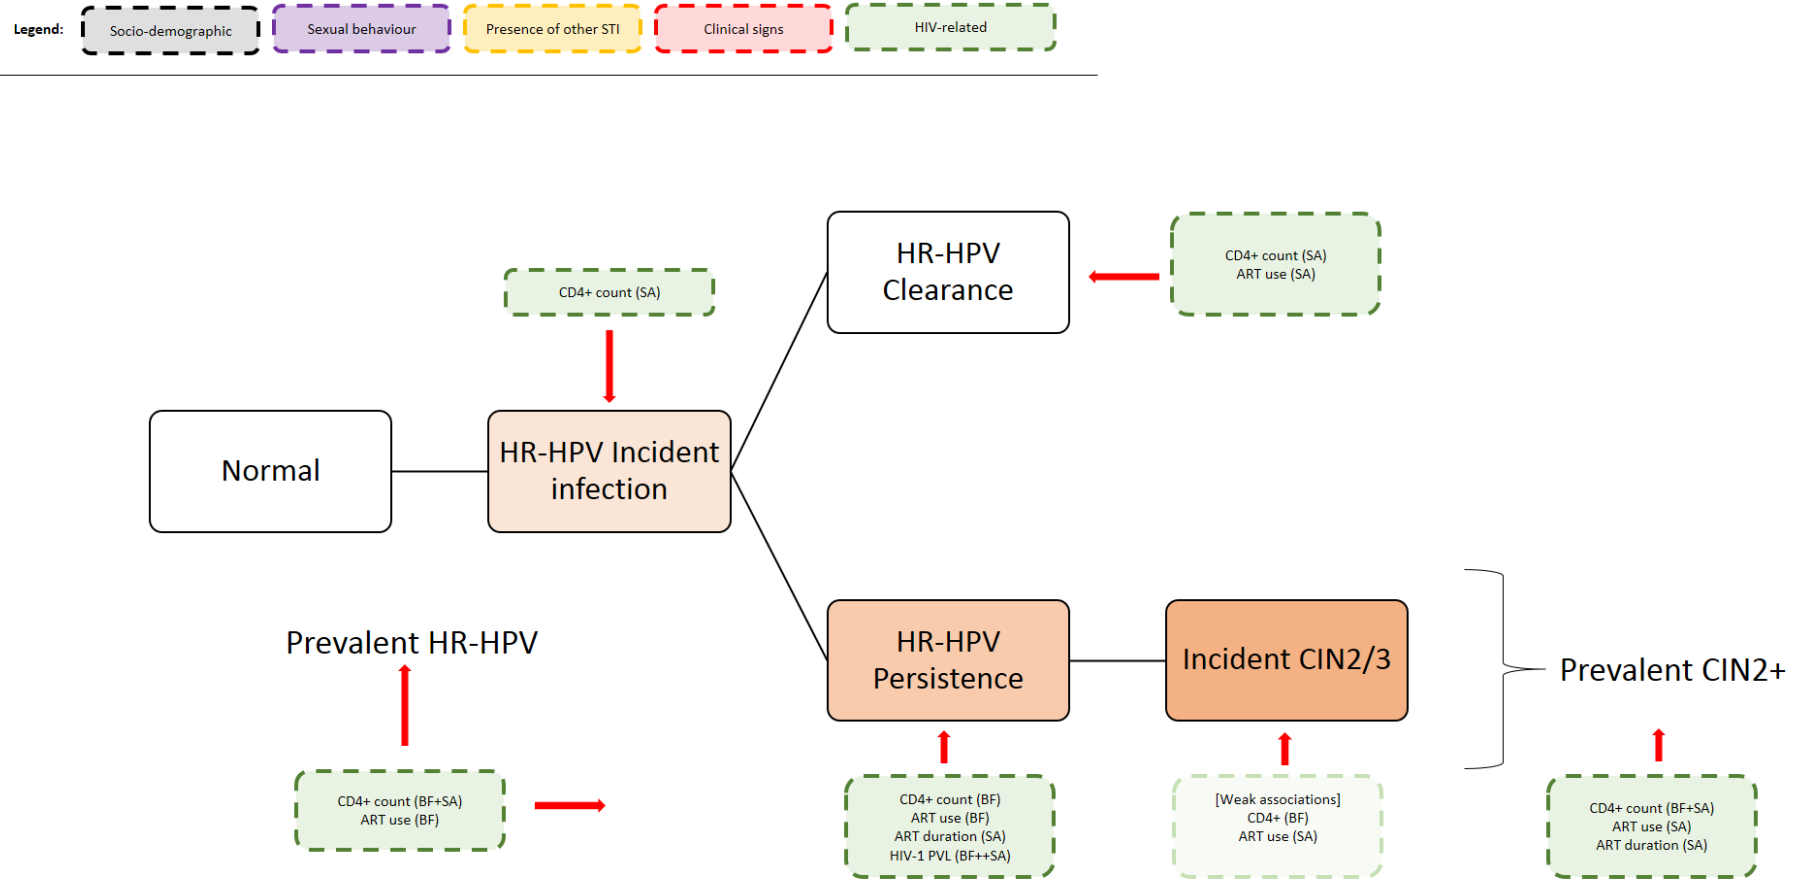 Legend:
Socio-demographic
Sexual behaviour
Presence of other STI
Clinical signs
HIV-related
HR-HPV
Clearance
CD4+ count (SA)
ART use (SA)
CD4+ count (SA)
Normal
HR-HPV Incident
infection
Prevalent HR-HPV
HR-HPV
Persistence
Incident CIN2/3
Prevalent CIN2+
CD4+ count (BF+SA)
ART use (BF)
CD4+ count (BF)
ART use (BF)
ART duration (SA)
HIV-1 PVL (BF++SA)
[Weak associations]
CD4+ (BF)
ART use (SA)
CD4+ count (BF+SA)
ART use (SA)
ART duration (SA)